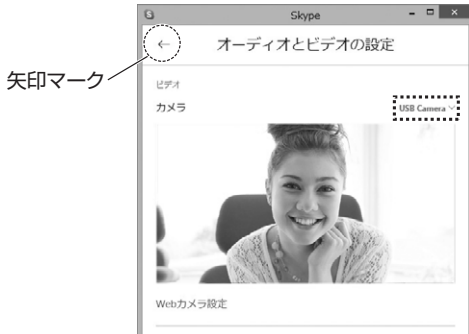 Skype
← オーディオとビデオの設定
矢印マーク
ビデオ
カメラ
USB Camera
Webカメラ設定